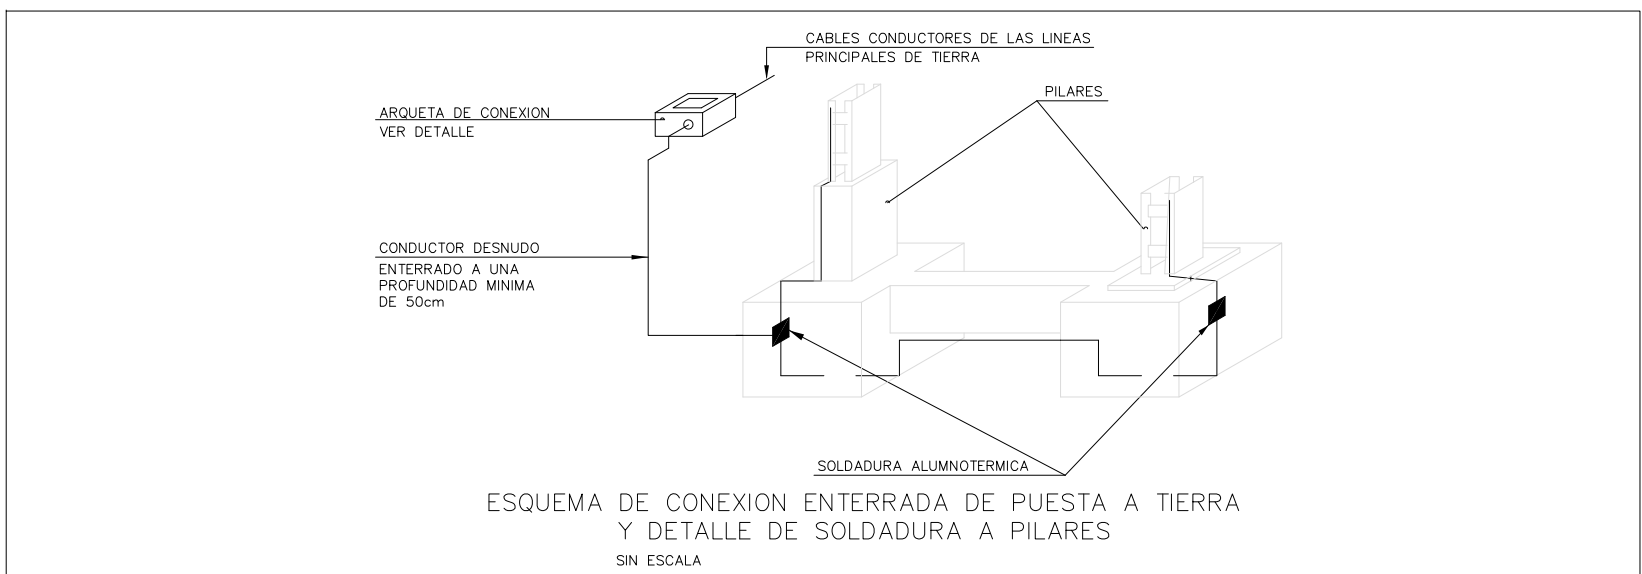 CABLES CONDUCTORES DE LAS LINEAS
PRINCIPALES DE TIERRA
PILARES
ARQUETA DE CONEXION
VER DETALLE
CONDUCTOR DESNUDO
ENTERRADO A UNA
PROFUNDIDAD MINIMA
DE 50cm
SOLDADURA ALUMNOTERMICA
ESQUEMA DE CONEXION ENTERRADA DE PUESTA A TIERRA
Y DETALLE DE SOLDADURA A PILARES
SIN ESCALA